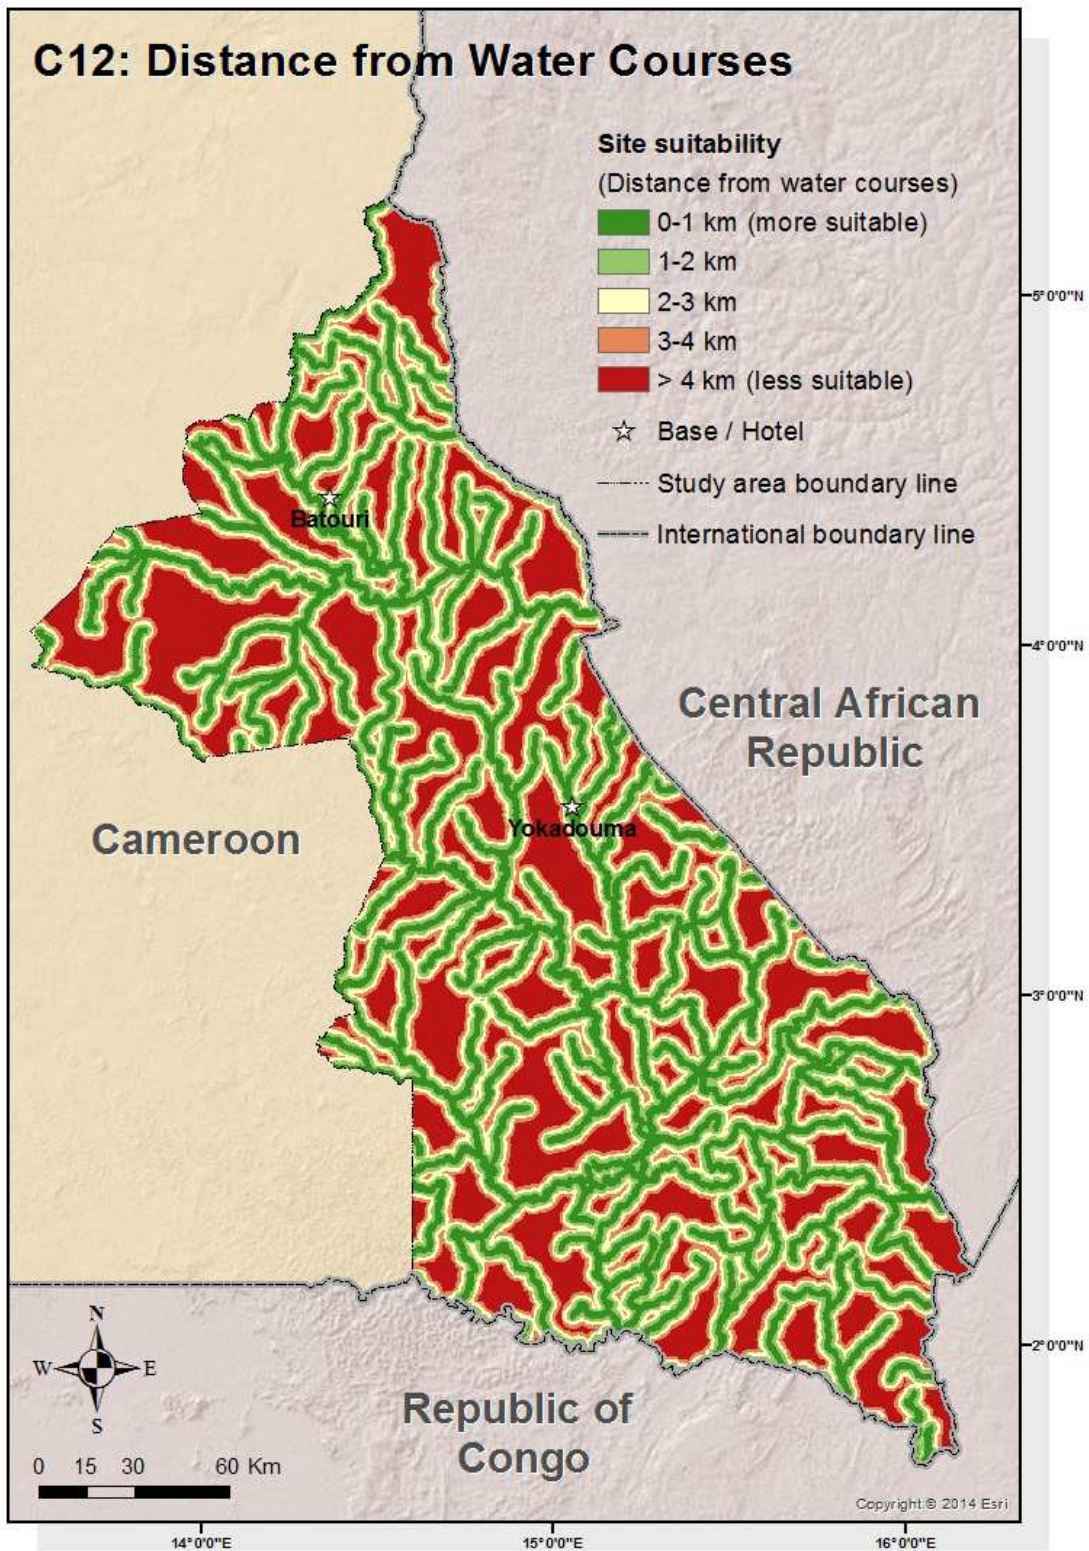 C12: Distance from Water Courses
Site suitability
(Distance from water courses)
0-1 km (more suitable)
1-2 km
2-3 km
3-4 km
> 4 km (less suitable)
Base / Hotel
Study area boundary line
International boundary line
5°0'0"N
Batouri
4°0'0"N
Central African
Republic
Yokadouma
Cameroon
3°0'0"N
2°0'0"N
N
W
E
S
Republic of
Congo
0 15 30 60 Km
Copyright:© 2014 Esri
14°0'0"E 15°0'0"E 16°0'0"E